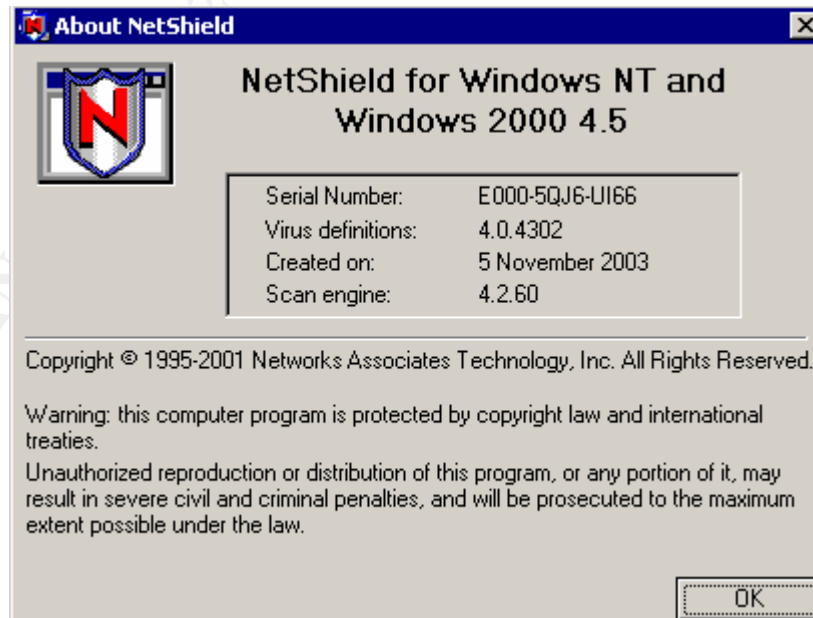 About NetShield
NetShield for Windows NT and
Windows 2000 4.5
Serial Number: E000-5QJ6-UI66
Virus definitions: 4.0.4302
Created on: 5 November 2003
Scan engine: 4.2.60
Copyright © 1995-2001 Networks Associates Technology, Inc. All Rights Reserved.
Warning: this computer program is protected by copyright law and international
treaties.
Unauthorized reproduction or distribution of this program, or any portion of it, may
result in severe civil and criminal penalties, and will be prosecuted to the maximum
extent possible under the law.
OK